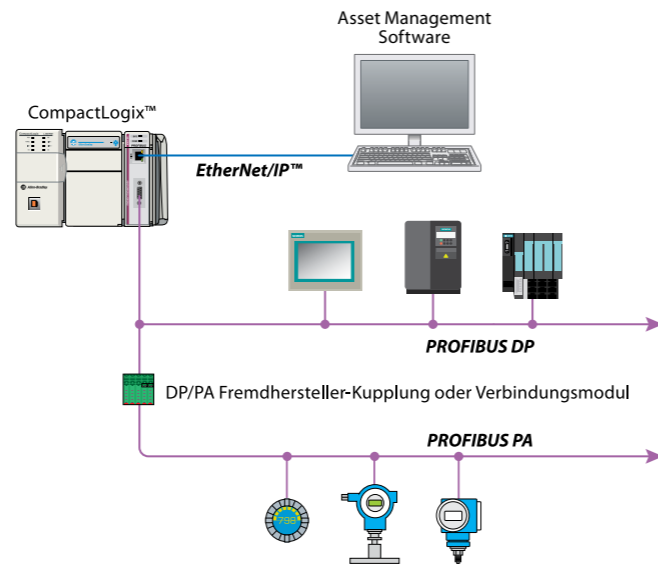 Asset Management
Software
CompactLogix™
EtherNet/IP™
PROFIBUS DP
DP/PA Fremdhersteller-Kupplung oder Verbindungsmodul
PROFIBUS PA